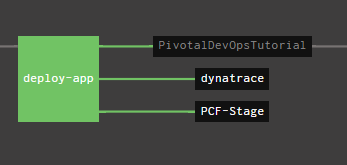 PivotalDevOpsTutorial
deploy-app
dynatrace
PCF-Stage